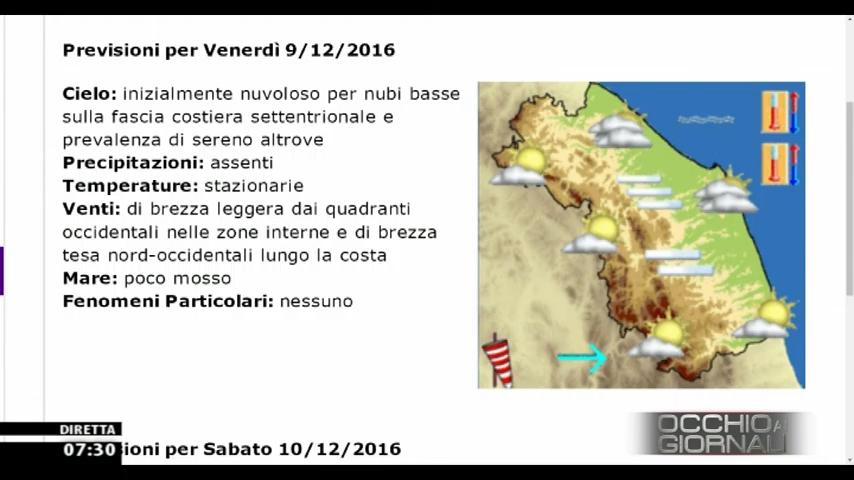 Previsioni per Venerdì 9/12/2016
Cielo: inizialmente nuvoloso per nubi basse
sulla fascia costiera settentrionale e
prevalenza di sereno altrove
Precipitazioni: assenti
Temperature: stazionarie
Venti: di brezza leggera dai quadranti
occidentali nelle zone interne e di brezza
tesa nord-occidentali lungo la costa
Mare: poco mosso
Fenomeni Particolari: nessuno
DIRETTA
07:30
sioni per Sabato 10/12/2016
OCCHIO AI
GIORNALI